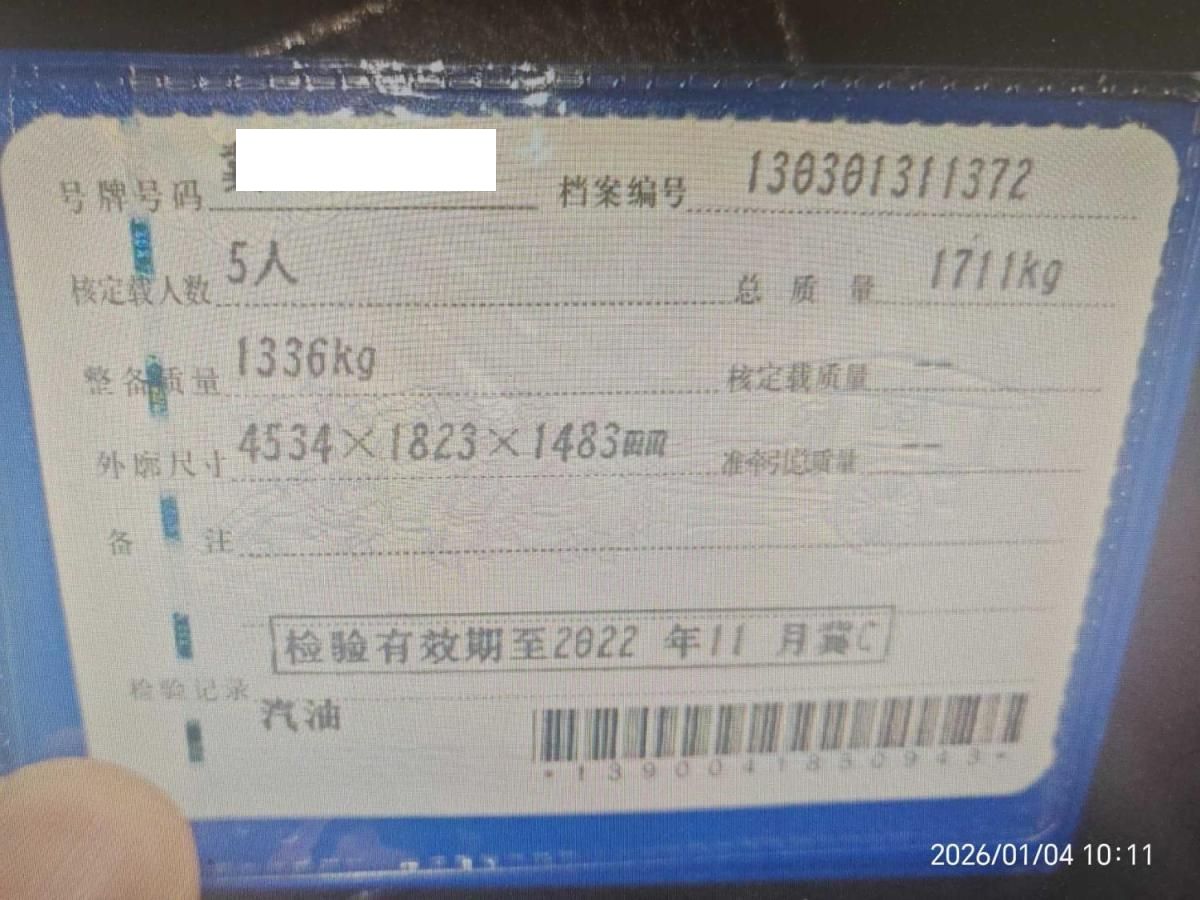 号牌号码 档案编号 130301311372
核定载人数 5人 总质量 1711kg
整备质量 1336kg 核定载质量 --
外廓尺寸 4534×1823×1483mm 准牵引总质量 --
备注
检验有效期至2022 年11 月冀C
检验记录
汽油
*1390041850943*
2026/01/04 10:11